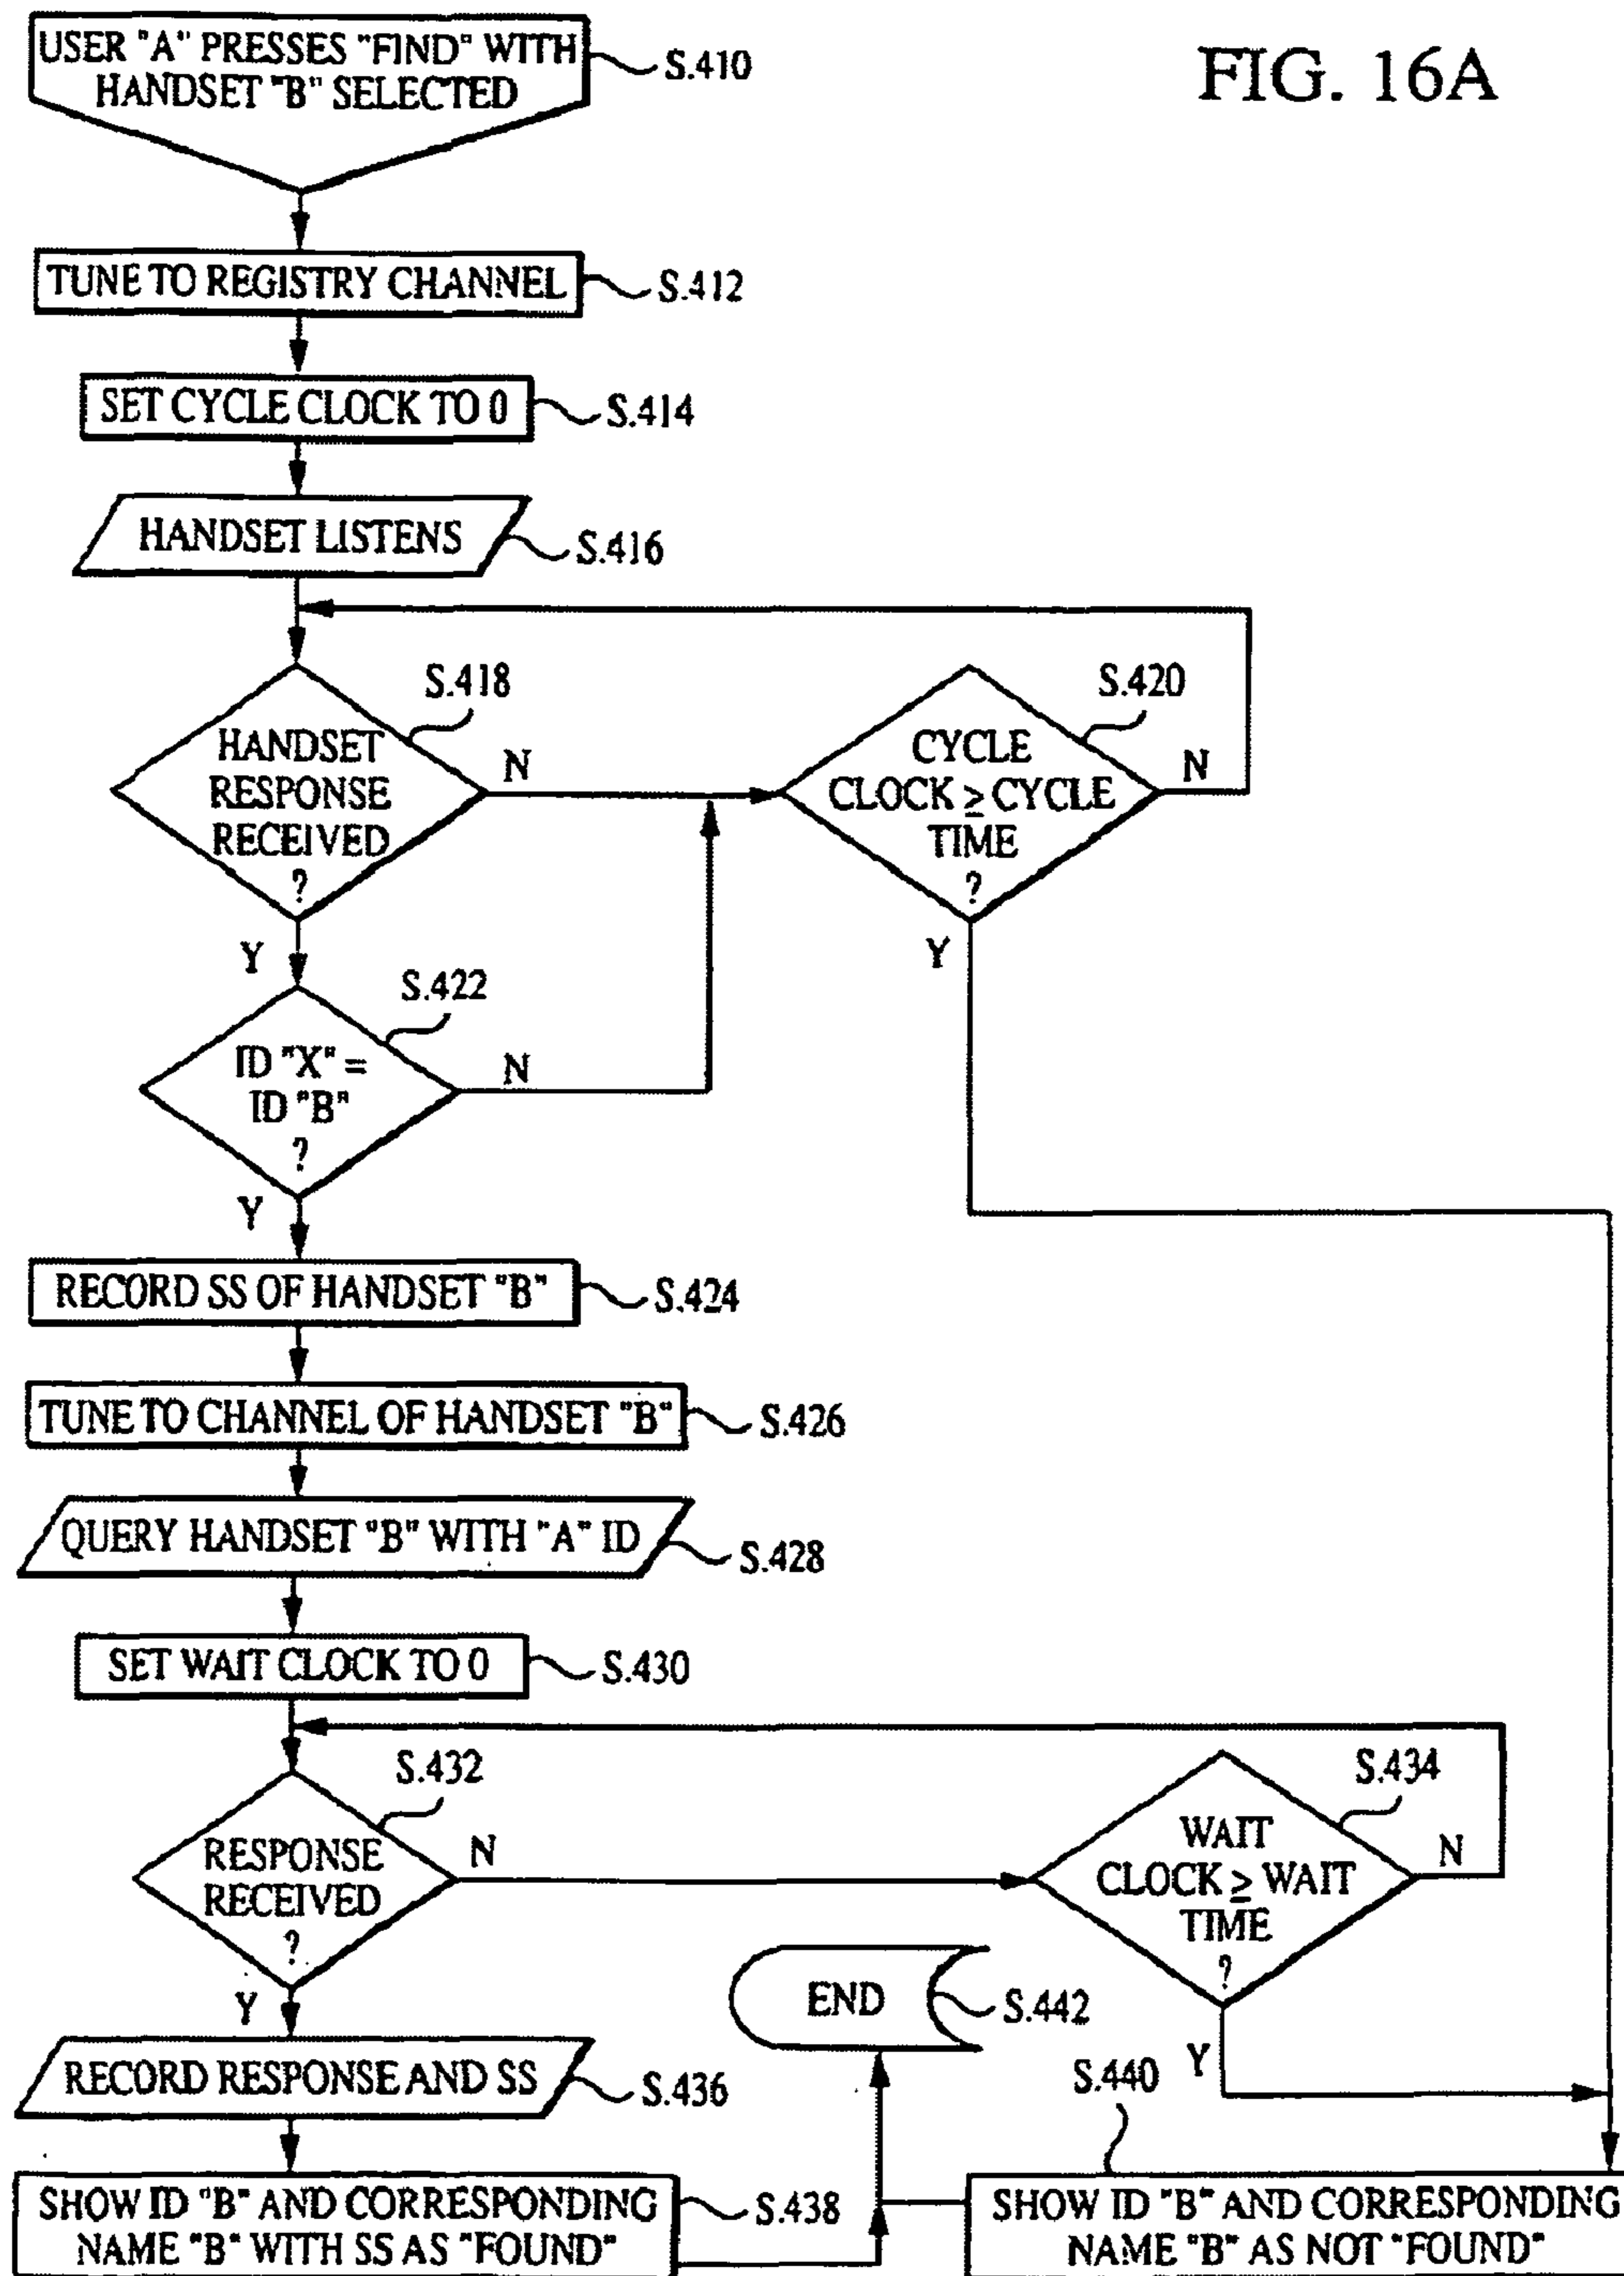 FIG. 16A
USER "A" PRESSES "FIND" WITH
HANDSET "B" SELECTED
S.410
TUNE TO REGISTRY CHANNEL
S.412
SET CYCLE CLOCK TO 0
S.414
HANDSET LISTENS
S.416
S.418
HANDSET
RESPONSE
RECEIVED
?
N
Y
S.420
CYCLE
CLOCK ≥ CYCLE
TIME
?
N
Y
S.422
ID "X" =
ID "B"
?
N
Y
RECORD SS OF HANDSET "B"
S.424
TUNE TO CHANNEL OF HANDSET "B"
S.426
QUERY HANDSET "B" WITH "A" ID
S.428
SET WAIT CLOCK TO 0
S.430
S.432
RESPONSE
RECEIVED
?
N
Y
S.434
WAIT
CLOCK ≥ WAIT
TIME
?
N
Y
END
S.442
RECORD RESPONSE AND SS
S.436
S.440
SHOW ID "B" AND CORRESPONDING
NAME "B" WITH SS AS "FOUND"
S.438
SHOW ID "B" AND CORRESPONDING
NAME "B" AS NOT "FOUND"